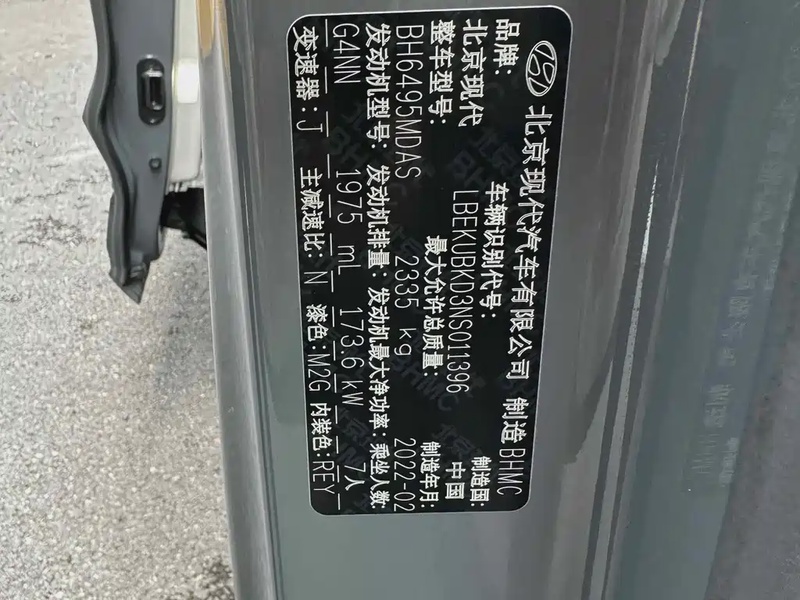 北京现代汽车有限公司 制造 BHMC
品牌: 车辆识别代号: 制造国:
北京现代 LBEKUBKD3NS011396 中国
整车型号: 最大允许总质量: 制造年月:
BH6495MDAS 2335 kg 2022-02
发动机型号: 发动机排量: 发动机最大净功率: 乘坐人数:
G4NN 1975 mL 173.6 kW 7人
变速器: J 主减速比: N 漆色: M2G 内装色: REY